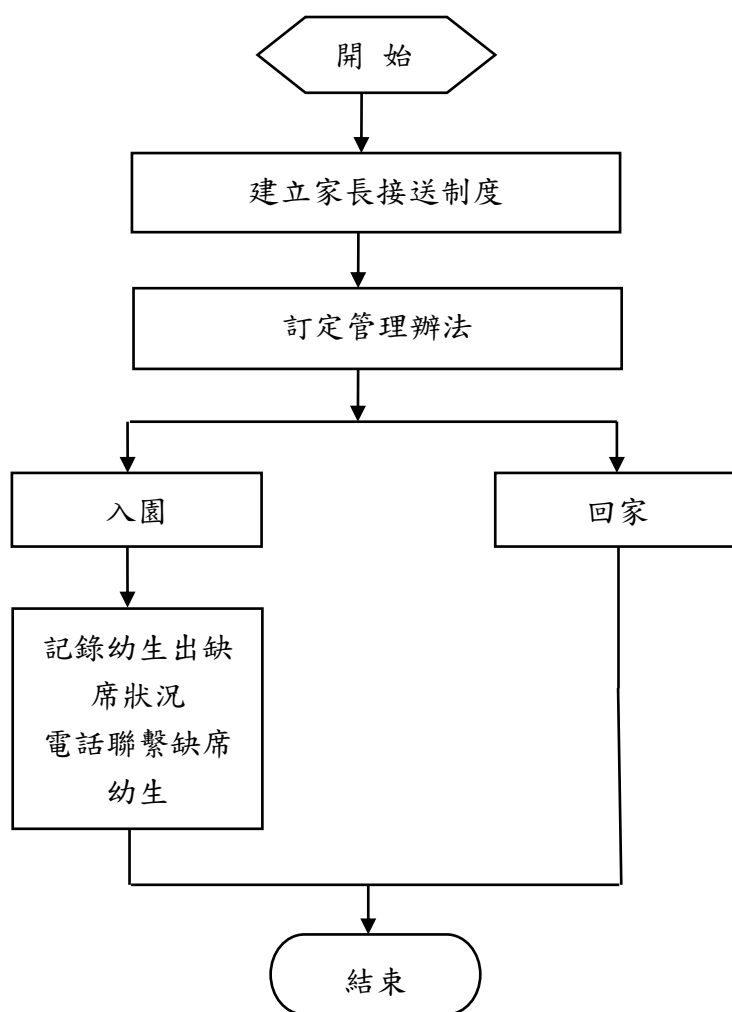 開 始
建立家長接送制度
訂定管理辦法
入園
回家
記錄幼生出缺
席狀況
電話聯繫缺席
幼生
結束